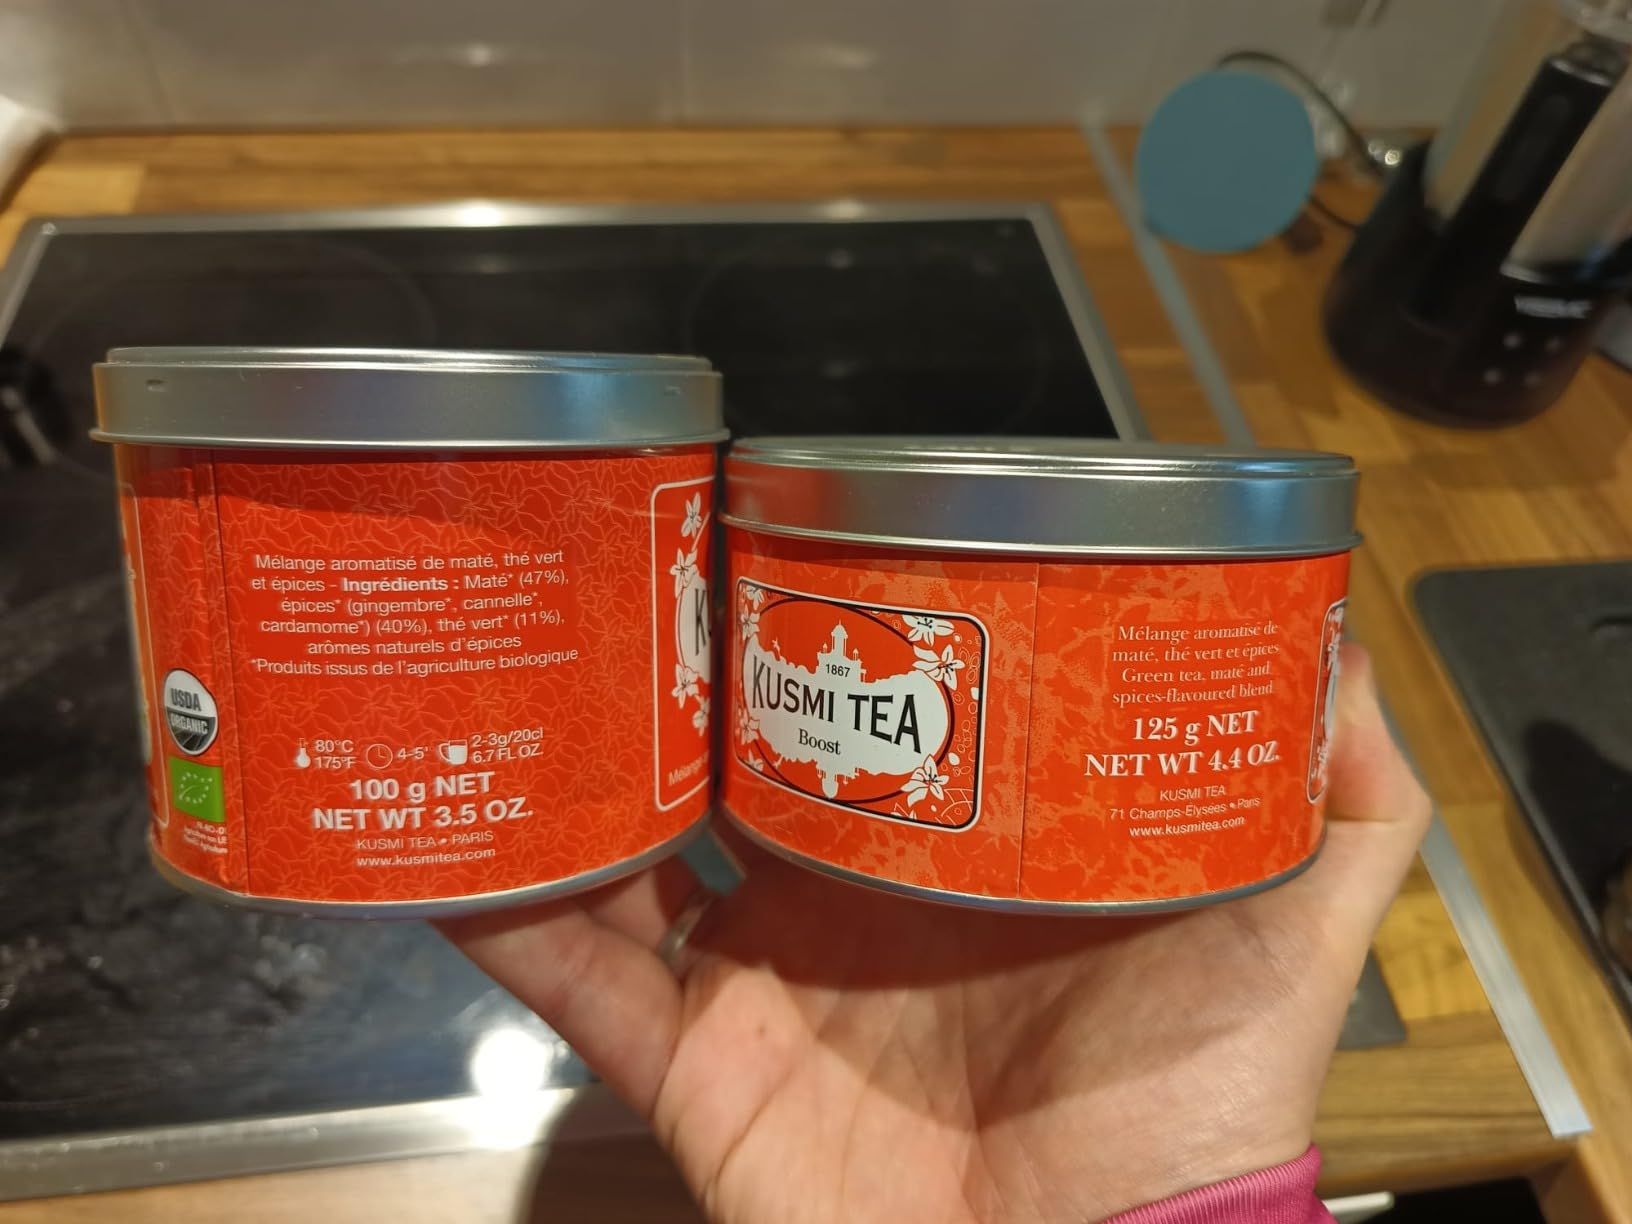 Mélange aromatisé de maté, thé vert
et épices - Ingrédients : Maté* (47%),
épices* (gingembre*, cannelle*,
cardamome*) (40%), thé vert* (11%),
arômes naturels d'épices
*Produits issus de l'agriculture biologique
USDA
ORGANIC
80°C
175°F
4-5'
2-3g/20cl
6.7 FL OZ
100 g NET
NET WT 3.5 OZ.
KUSMI TEA • PARIS
www.kusmitea.com
K
1867
KUSMI TEA
Boost
Mélange aromatisé de
maté, thé vert et épices
Green tea, maté and
spices-flavoured blend
125 g NET
NET WT 4.4 OZ.
KUSMI TEA
71 Champs-Elysées • Paris
www.kusmitea.com